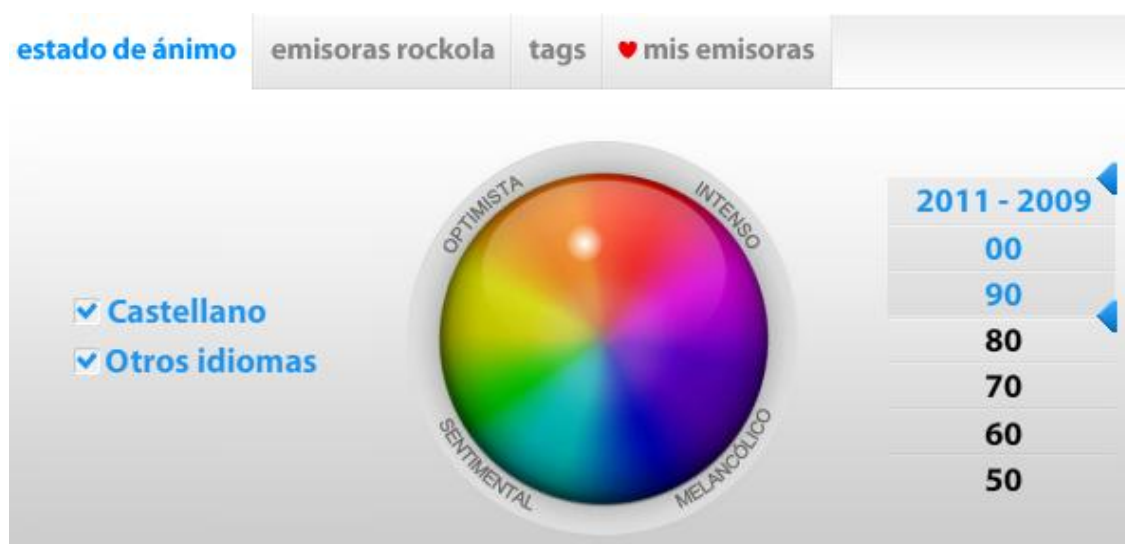 estado de ánimo
emisoras rockola
tags
mis emisoras
OPTIMISTA
INTENSO
SENTIMENTAL
MELANCÓLICO
Castellano
Otros idiomas
2011 - 2009
00
90
80
70
60
50